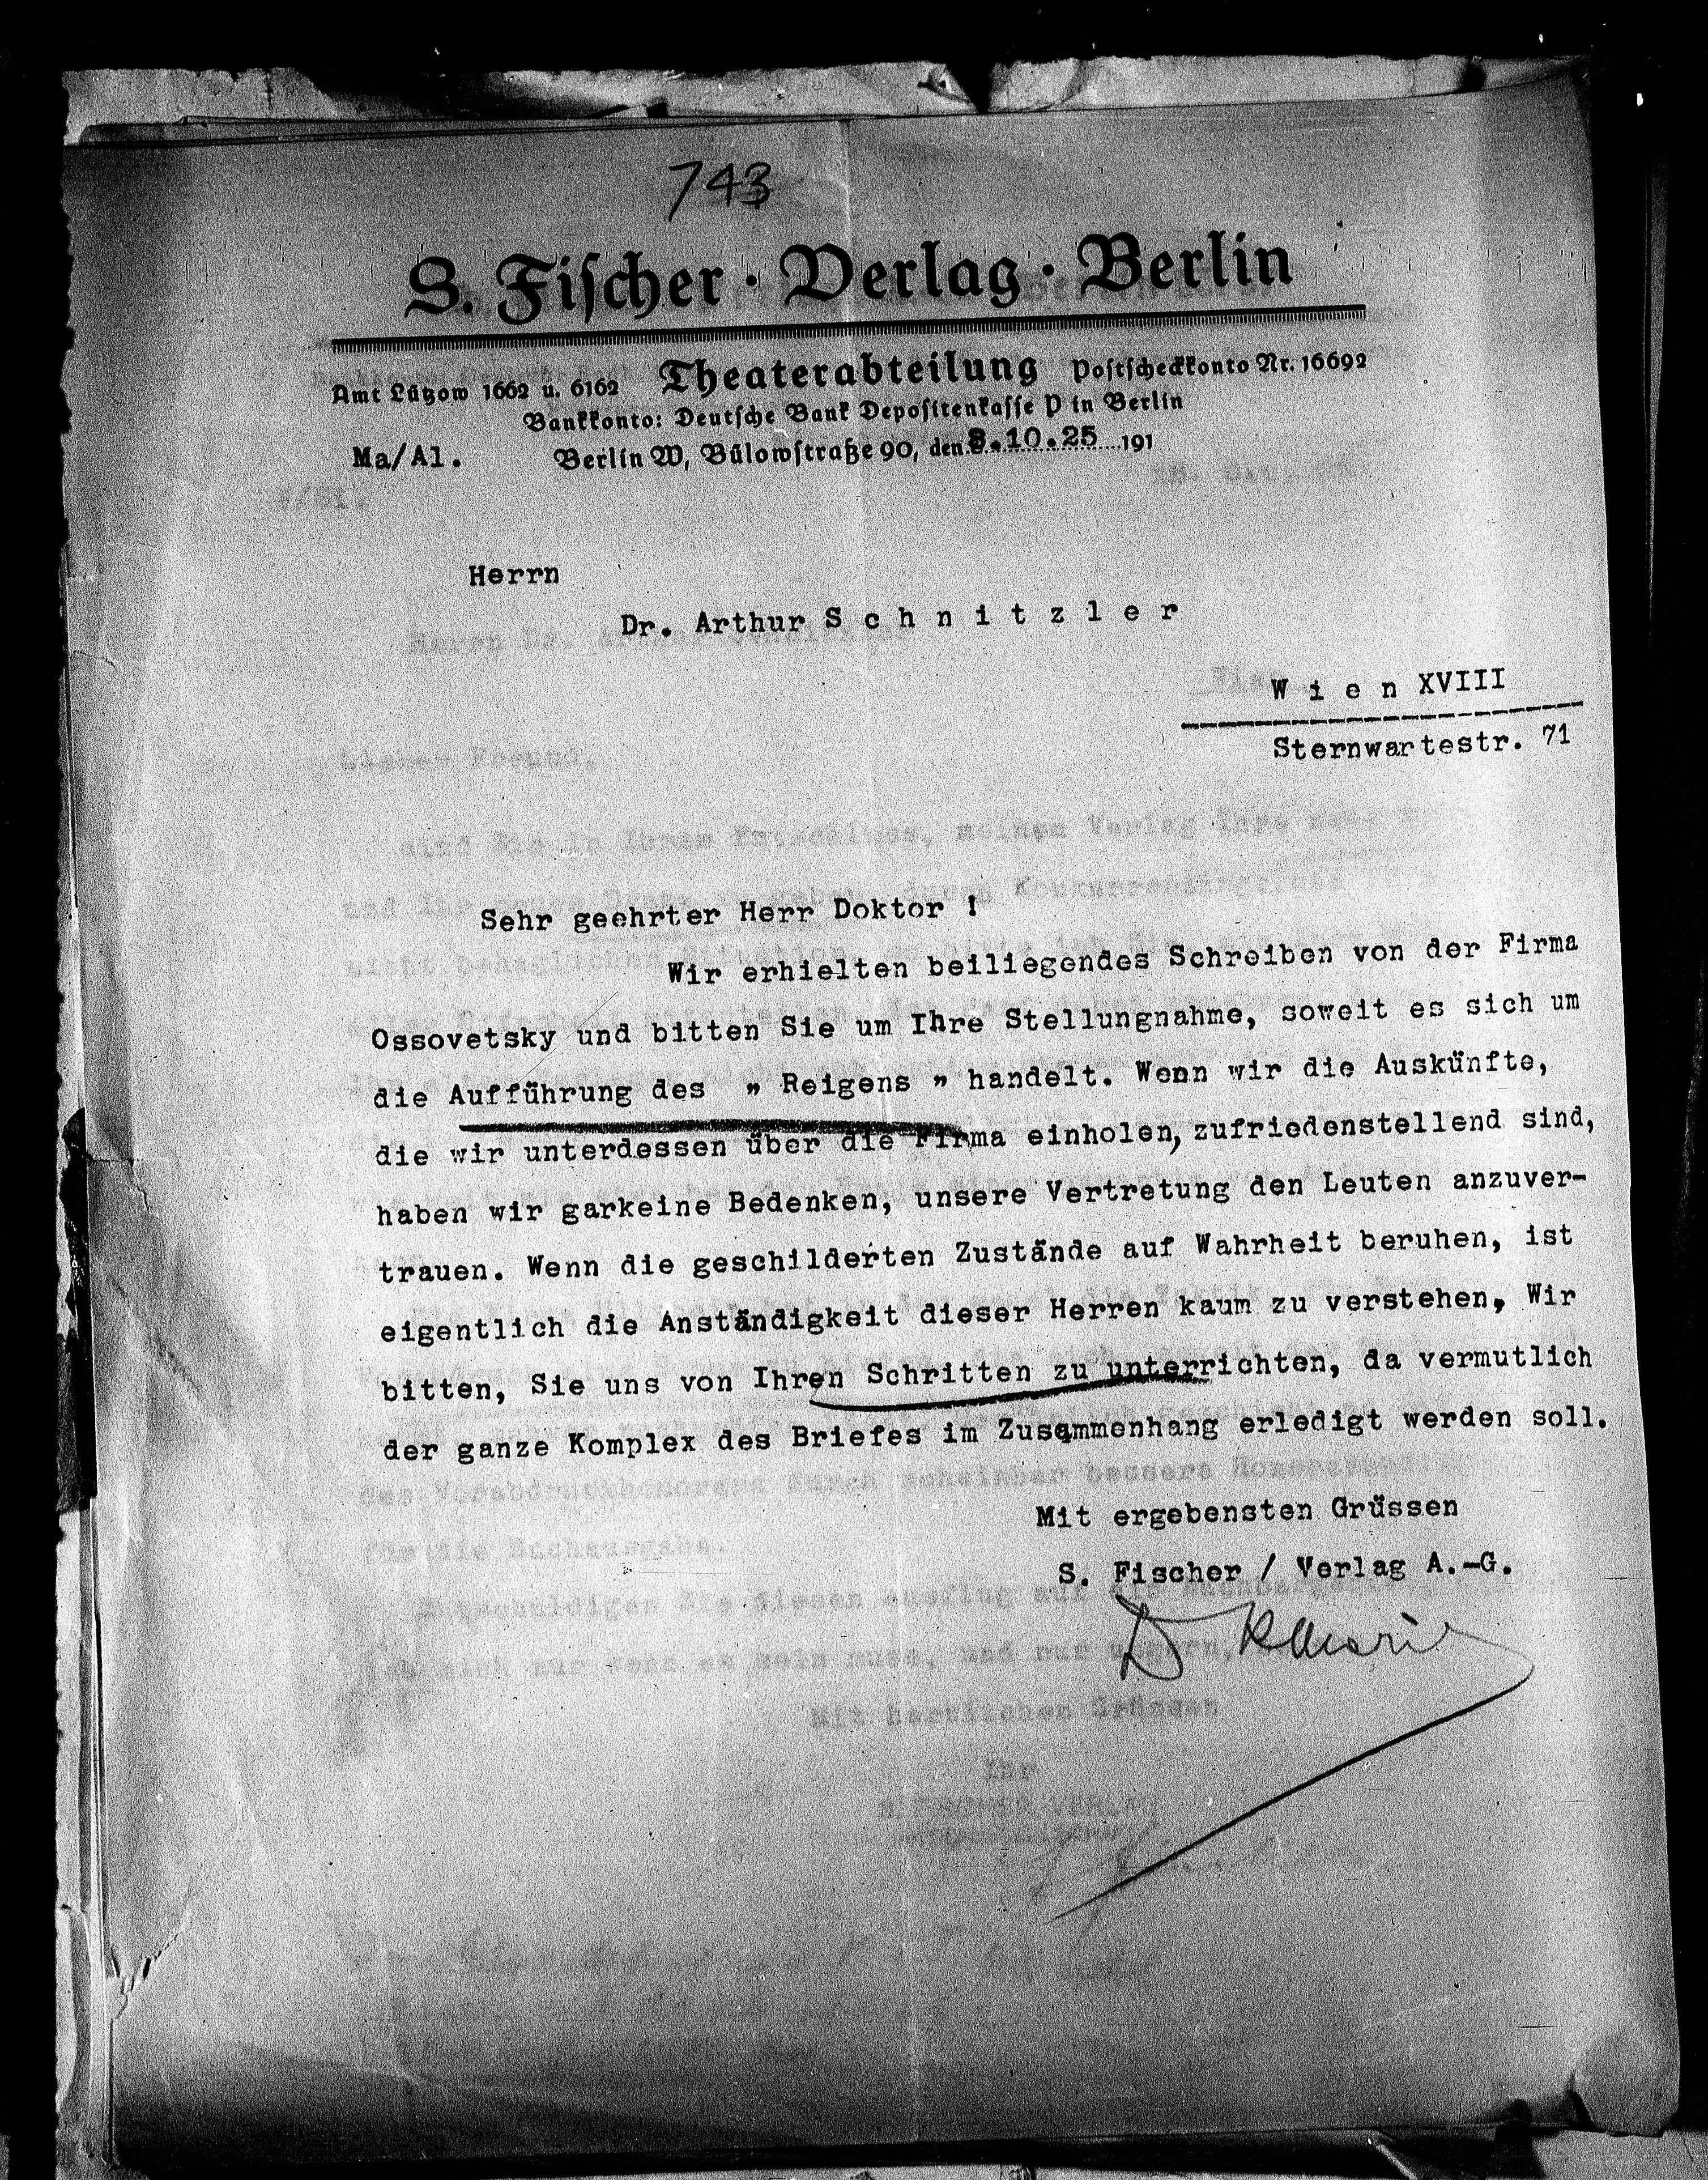 743
S. Fischer · Verlag · Berlin
Amt Lützow 1662 u. 6162 Theaterabteilung Postscheckkonto Nr. 16692
Bankkonto: Deutsche Bank Depositenkasse P in Berlin
Ma/Al. Berlin W, Bülowstraße 90, den 8.10.25 191
Herrn
Dr. Arthur S c h n i t z l e r
W i e n XVIII
Sternwartestr. 71
Sehr geehrter Herr Doktor !
Wir erhielten beiliegendes Schreiben von der Firma
Ossovetsky und bitten Sie um Ihre Stellungnahme, soweit es sich um
die Aufführung des „ Reigens „ handelt. Wenn wir die Auskünfte,
die wir unterdessen über die Firma einholen, zufriedenstellend sind,
haben wir garkeine Bedenken, unsere Vertretung den Leuten anzuver-
trauen. Wenn die geschilderten Zustände auf Wahrheit beruhen, ist
eigentlich die Anständigkeit dieser Herren kaum zu verstehen, Wir
bitten, Sie uns von Ihren Schritten zu unterrichten, da vermutlich
der ganze Komplex des Briefes im Zusammenhang erledigt werden soll.
Mit ergebensten Grüssen
S. Fischer / Verlag A.-G.